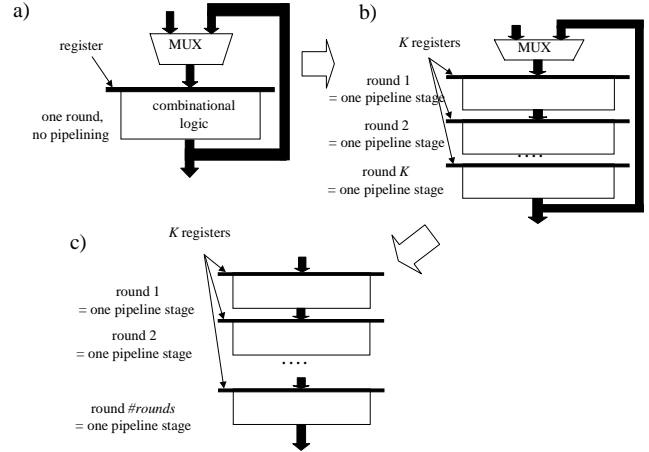 a)
MUX
register
combinational
logic
one round,
no pipelining
b)
K registers
MUX
round 1
= one pipeline stage
round 2
= one pipeline stage
....
round K
= one pipeline stage
c)
K registers
round 1
= one pipeline stage
round 2
= one pipeline stage
....
round #rounds
= one pipeline stage